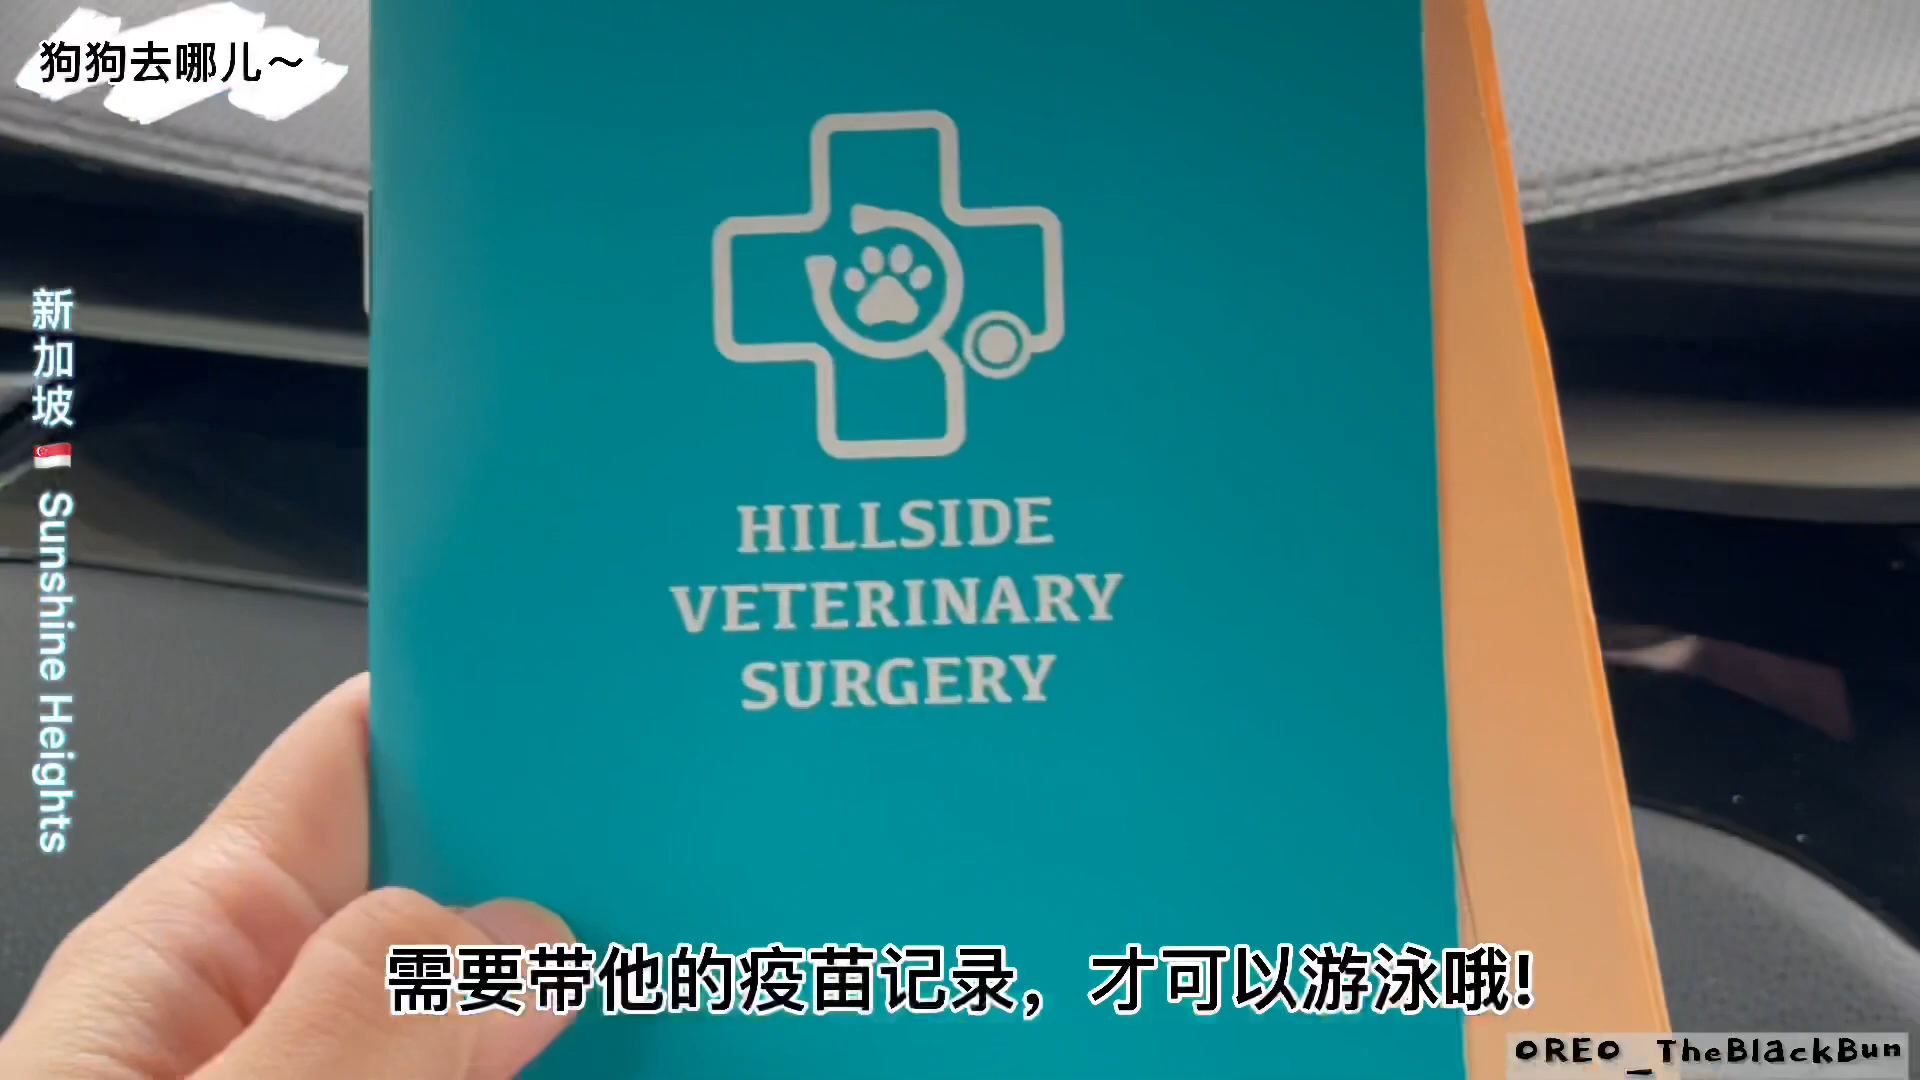 狗狗去哪儿～
新加坡 🇸🇬 Sunshine Heights
HILLSIDE
VETERINARY
SURGERY
需要带他的疫苗记录，才可以游泳哦!
OREO_TheBlackBun